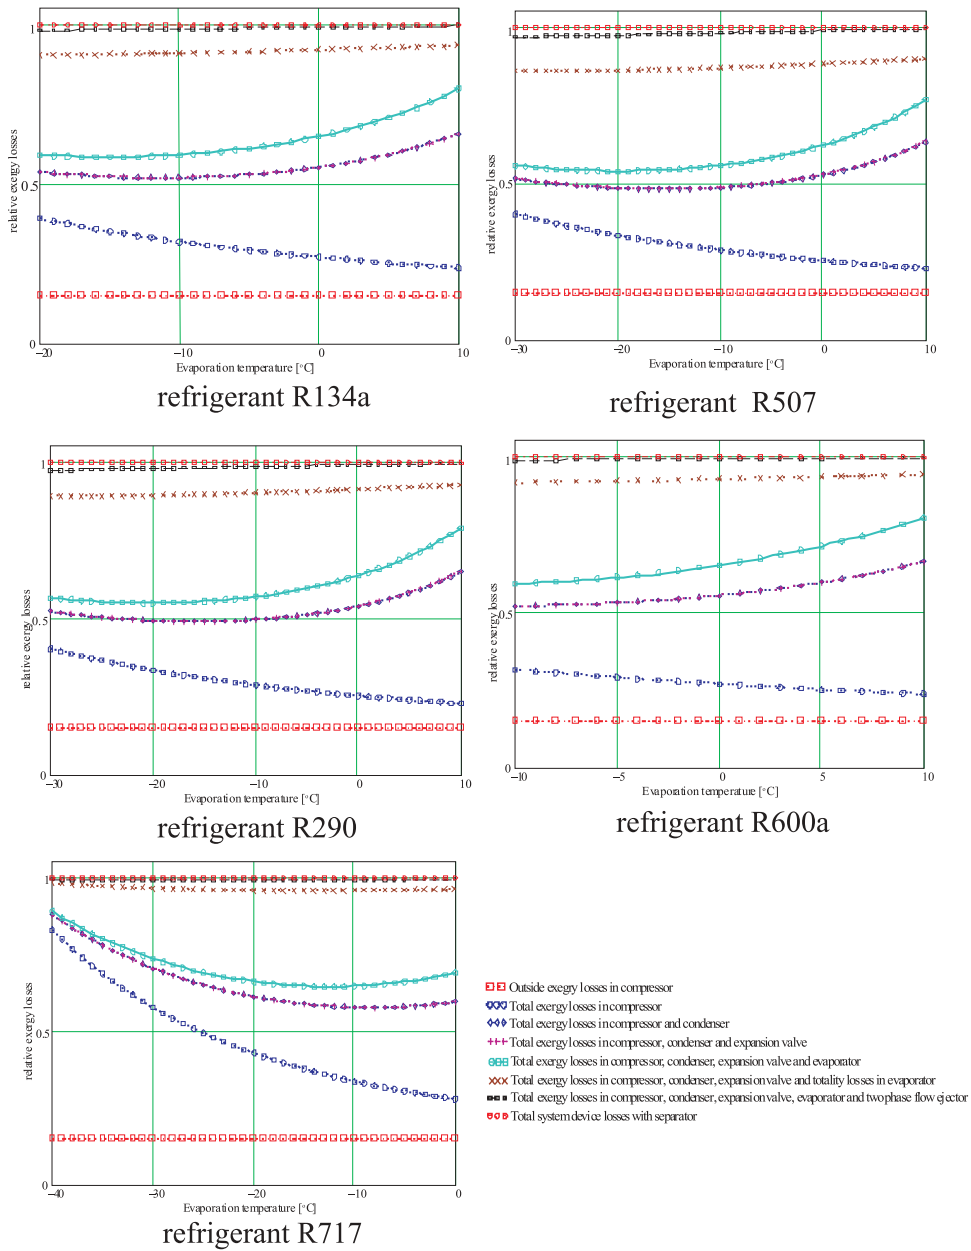 1
relative exergy losses
0.5
0
−20
−10
0
10
Evaporation temperature [°C]
refrigerant R134a
1
relative exergy losses
0.5
0
−30
−20
−10
0
10
Evaporation temperature [°C]
refrigerant R507
1
relative exergy losses
0.5
0
−30
−20
−10
0
10
Evaporation temperature [°C]
refrigerant R290
1
relative exergy losses
0.5
0
−10
−5
0
5
10
Evaporation temperature [°C]
refrigerant R600a
1
relative exergy losses
0.5
0
−40
−30
−20
−10
0
Evaporation temperature [°C]
refrigerant R717
Outside exegry losses in compressor
Total exergy losses in compressor
Total exergy losses in compressor and condenser
Total exergy losses in compressor, condenser and expansion valve
Total exergy losses in compressor, condenser, expansion valve and evaporator
Total exergy losses in compressor, condenser, expansion valve and totality losses in evaporator
Total exergy losses in compressor, condenser, expansion valve, evaporator and two phase flow ejector
Total system device losses with separator